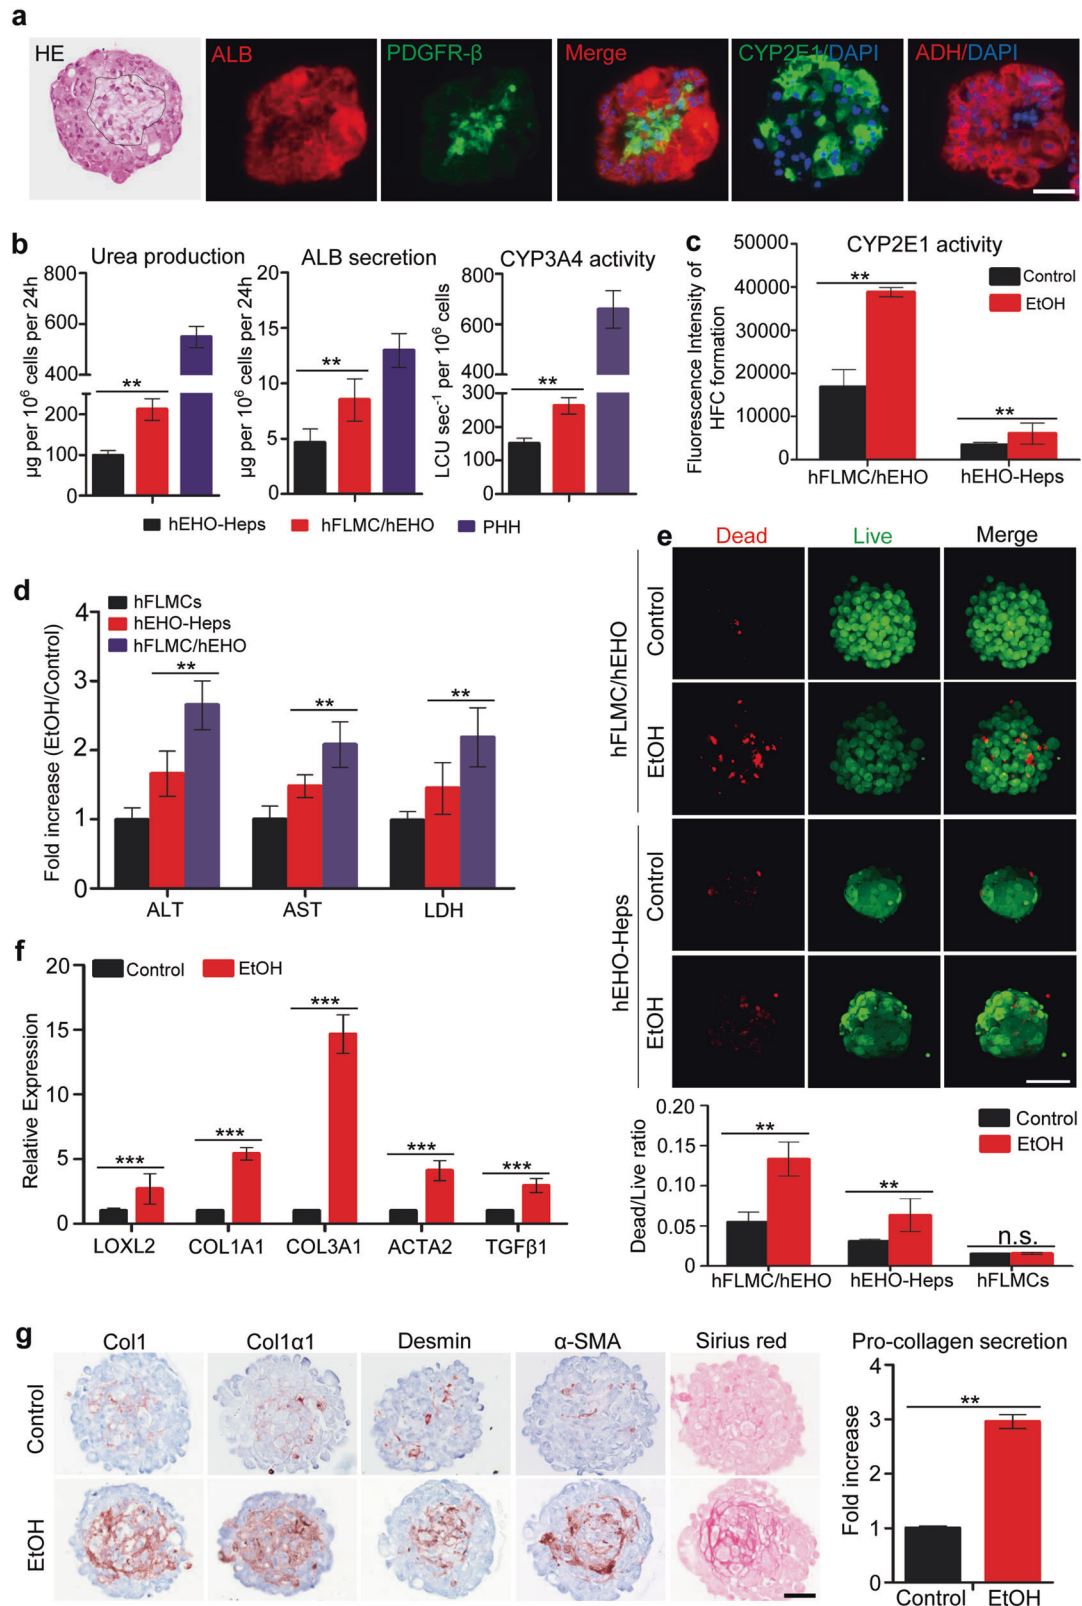 a
HE
ALB
PDGFR-β
Merge
CYP2E1/DAPI
ADH/DAPI
b
Urea production
µg per 10⁶ cells per 24h
800
600
400
200
100
0
**
ALB secretion
µg per 10⁶ cells per 24h
20
15
10
5
0
**
CYP3A4 activity
LCU sec⁻¹ per 10⁶ cells
800
600
400
300
200
100
0
**
hEHO-Heps
hFLMC/hEHO
PHH
c
CYP2E1 activity
Fluorescence Intensity of
HFC formation
50000
40000
30000
20000
10000
0
**
**
Control
EtOH
hFLMC/hEHO
hEHO-Heps
d
hFLMCs
hEHO-Heps
hFLMC/hEHO
Fold increase (EtOH/Control)
4
3
2
1
0
**
**
**
ALT
AST
LDH
e
Dead
Live
Merge
hFLMC/hEHO
Control
EtOH
hEHO-Heps
Control
EtOH
Dead/Live ratio
0.20
0.15
0.10
0.05
0
**
**
n.s.
Control
EtOH
hFLMC/hEHO
hEHO-Heps
hFLMCs
f
Control
EtOH
Relative Expression
20
15
10
5
0
***
***
***
***
***
LOXL2
COL1A1
COL3A1
ACTA2
TGFβ1
g
Col1
Col1α1
Desmin
α-SMA
Sirius red
Control
EtOH
Pro-collagen secretion
Fold increase
4
3
2
1
0
**
Control
EtOH